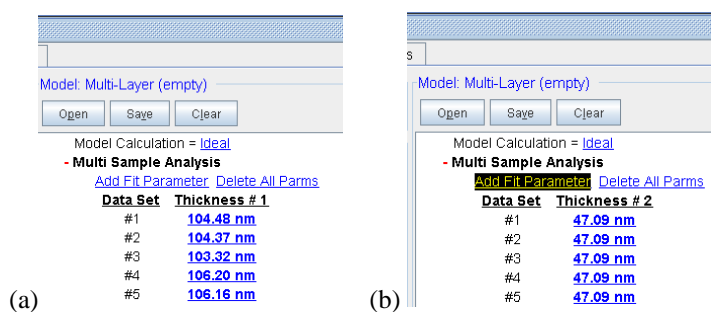 Model: Multi-Layer (empty)
Open Save Clear
Model Calculation = Ideal
- Multi Sample Analysis
Add Fit Parameter Delete All Parms
Data Set Thickness # 1
#1 104.48 nm
#2 104.37 nm
#3 103.32 nm
#4 106.20 nm
#5 106.16 nm
(a)
s
Model: Multi-Layer (empty)
Open Save Clear
Model Calculation = Ideal
- Multi Sample Analysis
Add Fit Parameter Delete All Parms
Data Set Thickness # 2
#1 47.09 nm
#2 47.09 nm
#3 47.09 nm
#4 47.09 nm
#5 47.09 nm
(b)